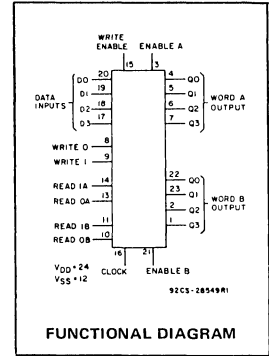 WRITE
ENABLE ENABLE A
15 3
DATA
INPUTS
D0 20
D1 19
D2 18
D3 17
4 Q0
5 Q1
6 Q2
7 Q3
WORD A
OUTPUT
WRITE 0 8
WRITE 1 9
READ 1A 14
READ 0A 13
READ 1B 11
READ 0B 10
22 Q0
23 Q1
2 Q2
1 Q3
WORD B
OUTPUT
16 21
VDD=24
VSS=12
CLOCK ENABLE B
92CS-28549R1
FUNCTIONAL DIAGRAM